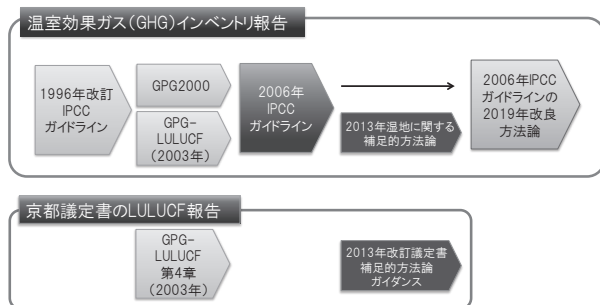 温室効果ガス(GHG)インベントリ報告
1996年改訂
IPCC
ガイドライン
GPG2000
GPG-
LULUCF
(2003年)
2006年
IPCC
ガイドライン
2013年湿地に関する
補足的方法論
2006年IPCC
ガイドラインの
2019年改良
方法論
京都議定書のLULUCF報告
GPG-
LULUCF
第4章
(2003年)
2013年改訂議定書
補足的方法論
ガイダンス